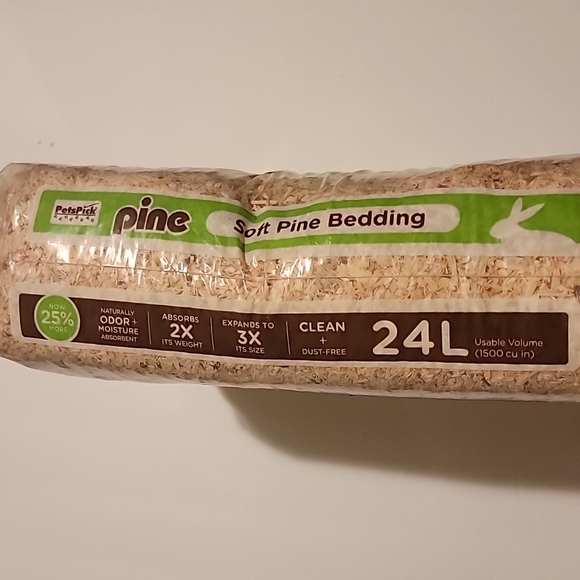 PetsPick
pine
Soft Pine Bedding
NOW
25%
MORE
NATURALLY
ODOR +
MOISTURE
ABSORBENT
ABSORBS
2X
ITS WEIGHT
EXPANDS TO
3X
ITS SIZE
CLEAN
+
DUST-FREE
24L
Usable Volume
(1500 cu in)